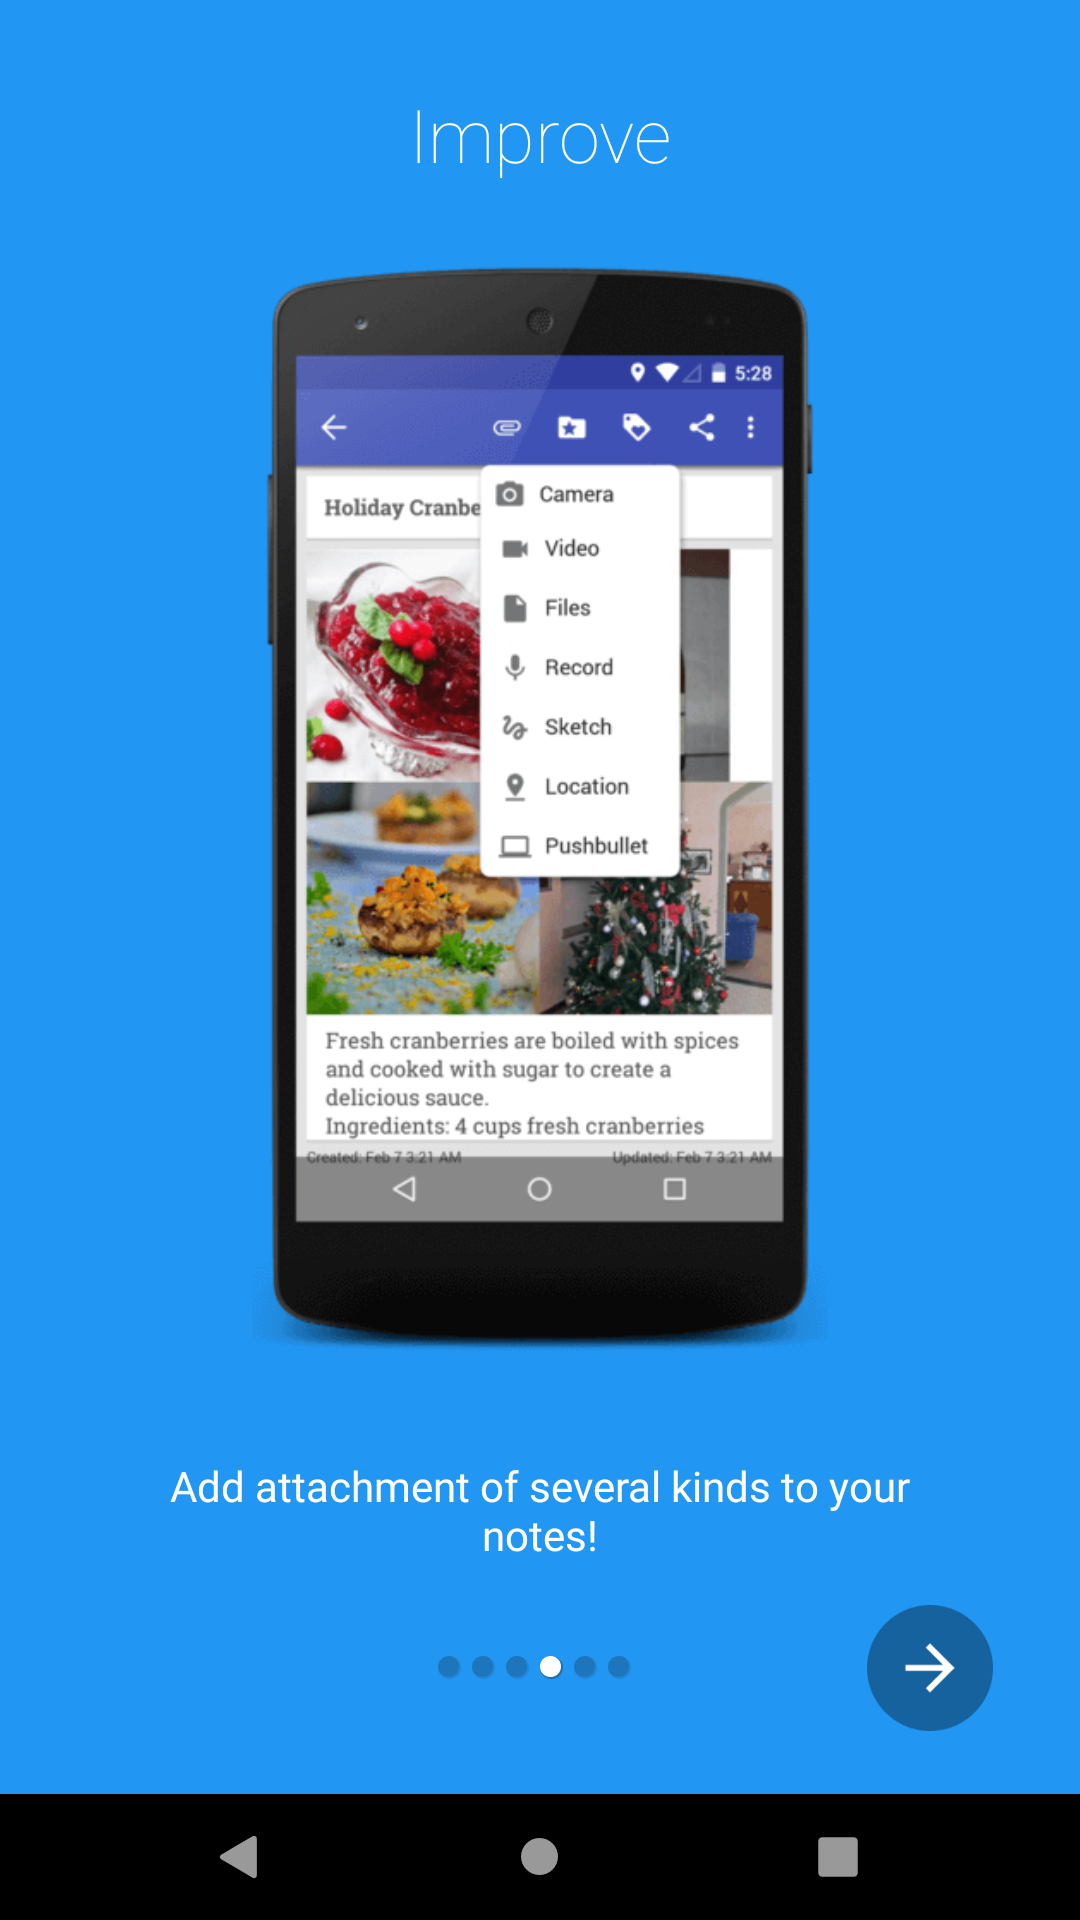 Improve
5:28
Holiday Cranbe
Camera
Video
Files
Record
Sketch
Location
Pushbullet
Fresh cranberries are boiled with spices
and cooked with sugar to create a
delicious sauce.
Ingredients: 4 cups fresh cranberries
Created: Feb 7 3:21 AM Updated: Feb 7 3:21 AM
Add attachment of several kinds to your
notes!